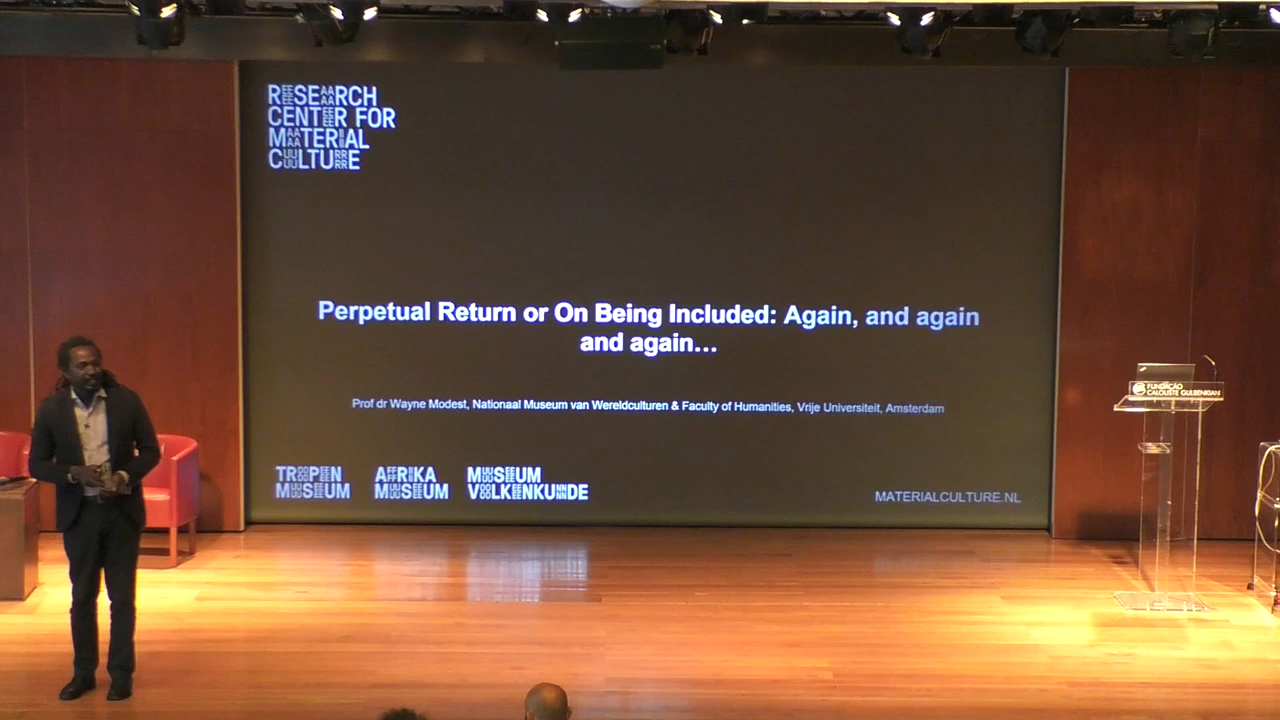 RESEARCH
CENTER FOR
MATERIAL
CULTURE
Perpetual Return or On Being Included: Again, and again
and again...
Prof dr Wayne Modest, Nationaal Museum van Wereldculturen & Faculty of Humanities, Vrije Universiteit, Amsterdam
TROPEN
MUSEUM
AFRIKA
MUSEUM
MUSEUM
VOLKENKUNDE
MATERIALCULTURE.NL
FUNDAÇÃO
CALOUSTE GULBENKIAN